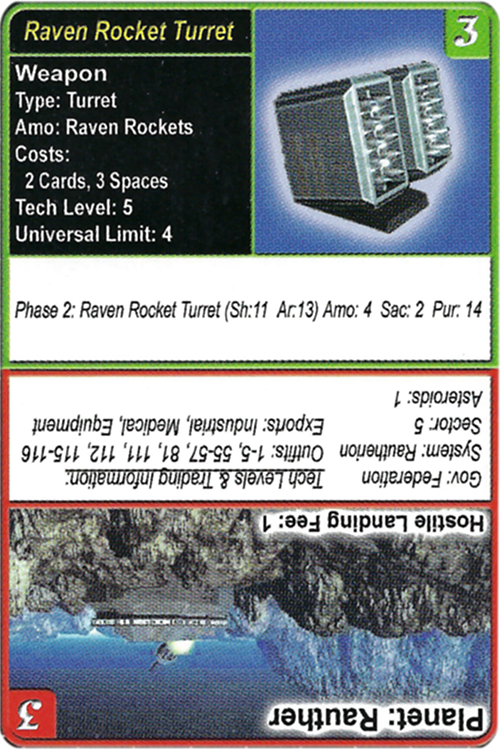 Raven Rocket Turret
3
Weapon
Type: Turret
Amo: Raven Rockets
Costs:
2 Cards, 3 Spaces
Tech Level: 5
Universal Limit: 4
Phase 2: Raven Rocket Turret (Sh:11 Ar:13) Amo: 4 Sac: 2 Pur: 14
Planet: Rauther
3
Hostile Landing Fee: 1
Gov: Federation
System: Rautherion
Sector: 5
Asteroids: 1
Tech Levels & Trading Information:
Outfits: 1-5, 55-57, 81, 111, 112, 115-116
Exports: Industrial, Medical, Equipment